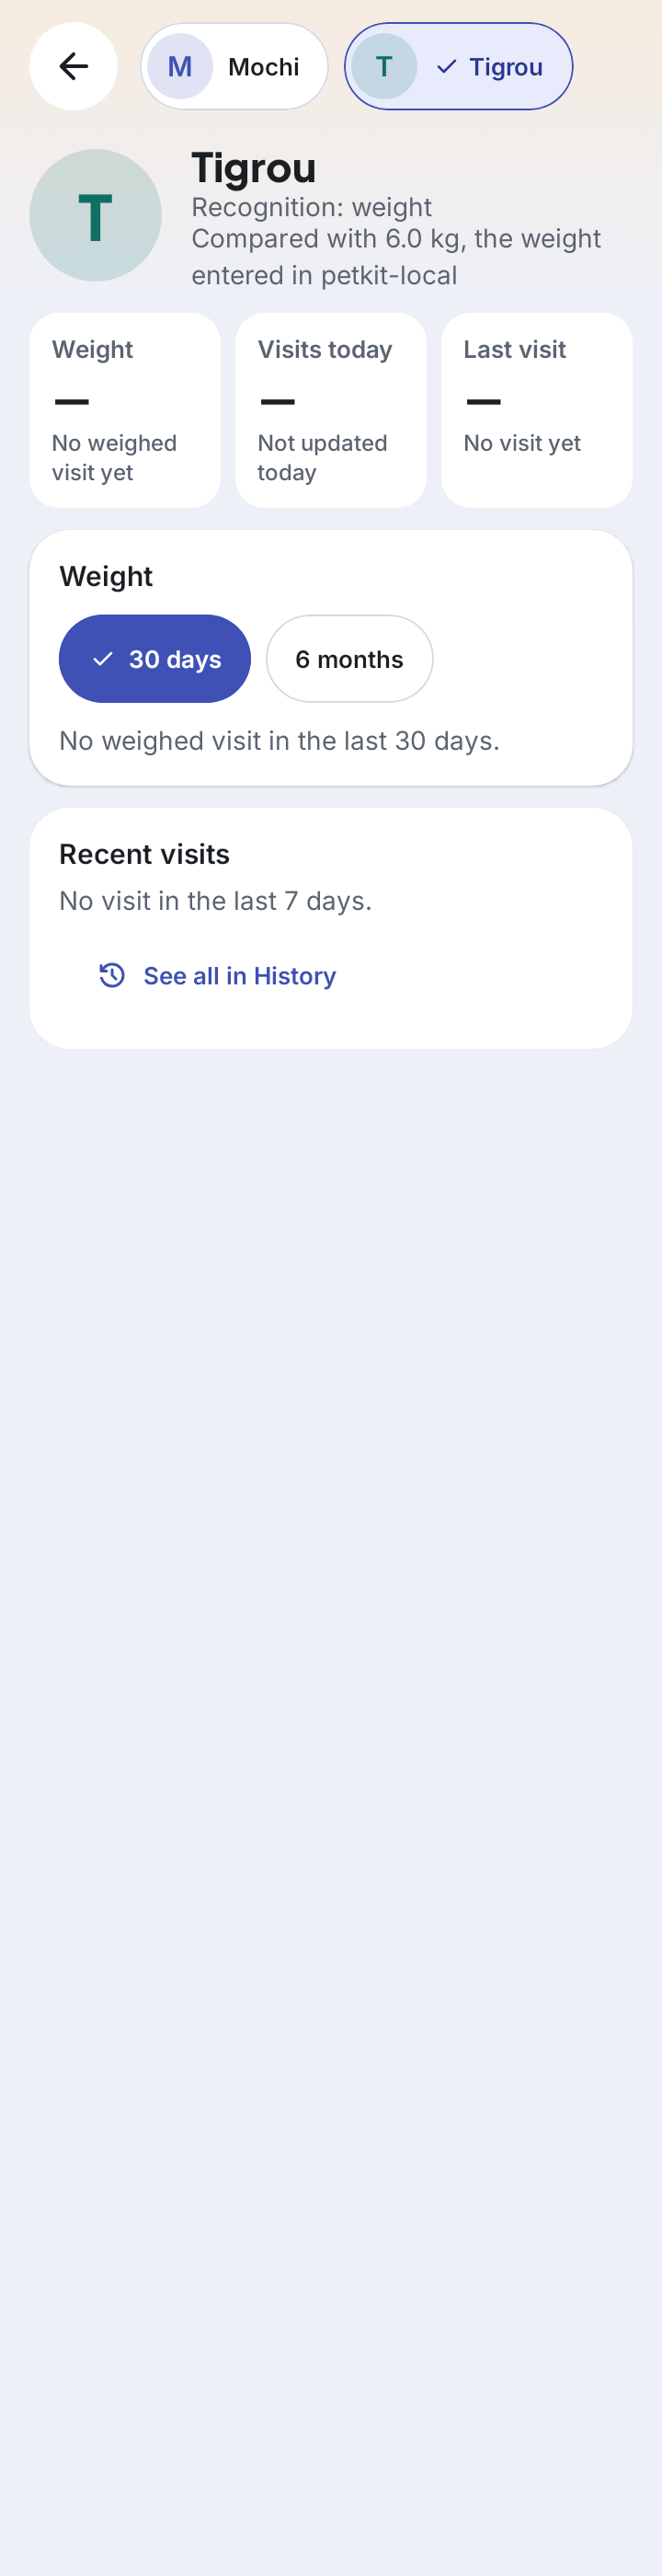 M Mochi
T Tigrou
T
Tigrou
Recognition: weight
Compared with 6.0 kg, the weight
entered in petkit-local
Weight
—
No weighed
visit yet
Visits today
—
Not updated
today
Last visit
—
No visit yet
Weight
30 days
6 months
No weighed visit in the last 30 days.
Recent visits
No visit in the last 7 days.
See all in History